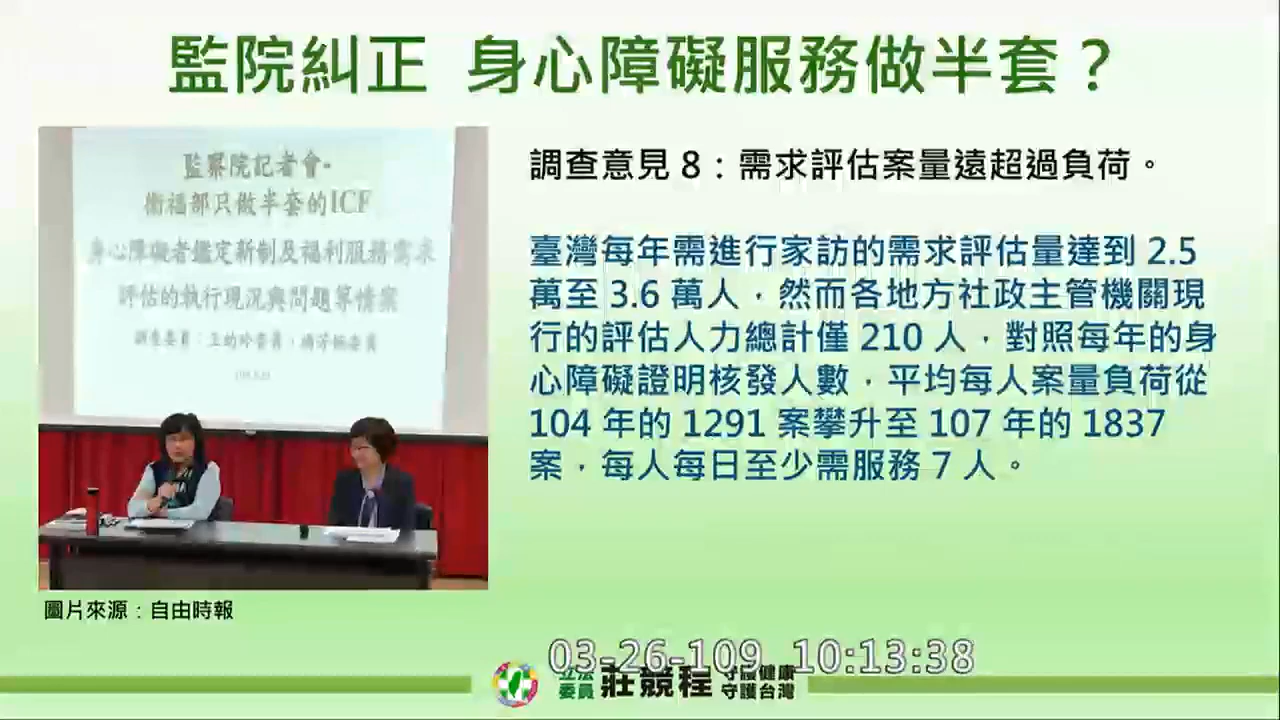 監院糾正 身心障礙服務做半套？
監察院記者會-
衛福部只做半套的ICF
身心障礙者鑑定新制及福利服務需求
評估的執行現況與問題等情案
調查意見 8：需求評估案量遠超過負荷。
臺灣每年需進行家訪的需求評估量達到 2.5
萬至 3.6 萬人，然而各地方社政主管機關現
行的評估人力總計僅 210 人，對照每年的身
心障礙證明核發人數，平均每人案量負荷從
104 年的 1291 案攀升至 107 年的 1837
案，每人每日至少需服務 7 人。
圖片來源：自由時報
03-26-109 10:13:38
立法
委員 莊競程 守護健康
守護台灣